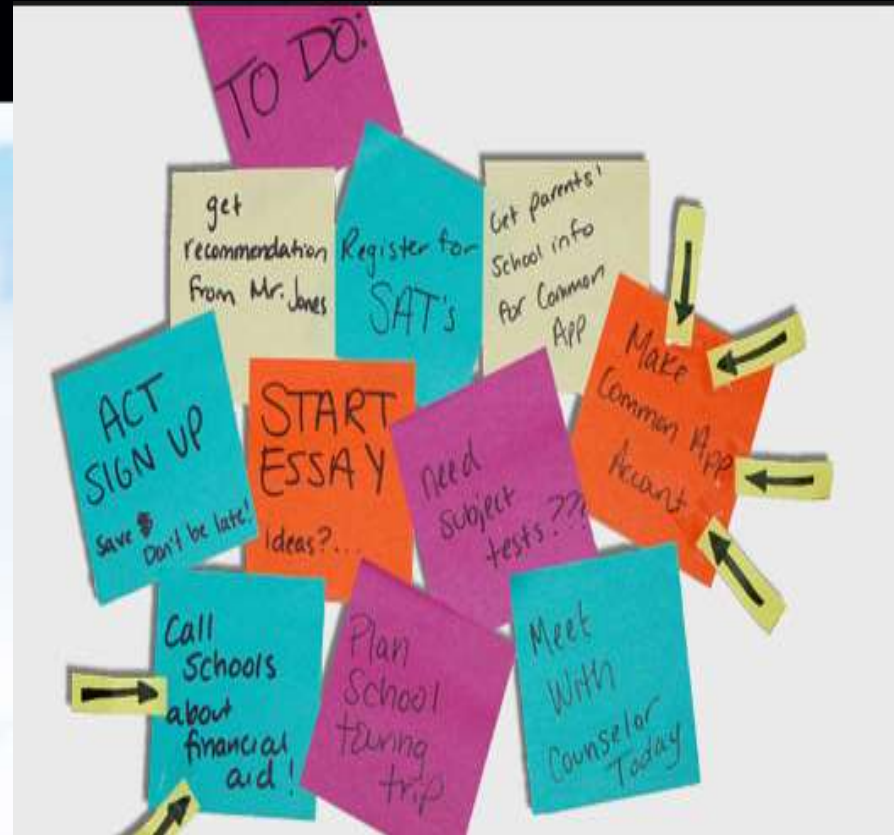 TO DO:
get
recommendation
from Mr. Jones
Register for
SAT's
Get parents'
School info
for Common
App
Make
Common App
Account
ACT
SIGN UP
save $
Don't be late!
START
ESSAY
ideas?...
need
subject
tests???
Call
Schools
about
financial
aid!
Plan
School
touring
trip
Meet
With
Counselor
Today